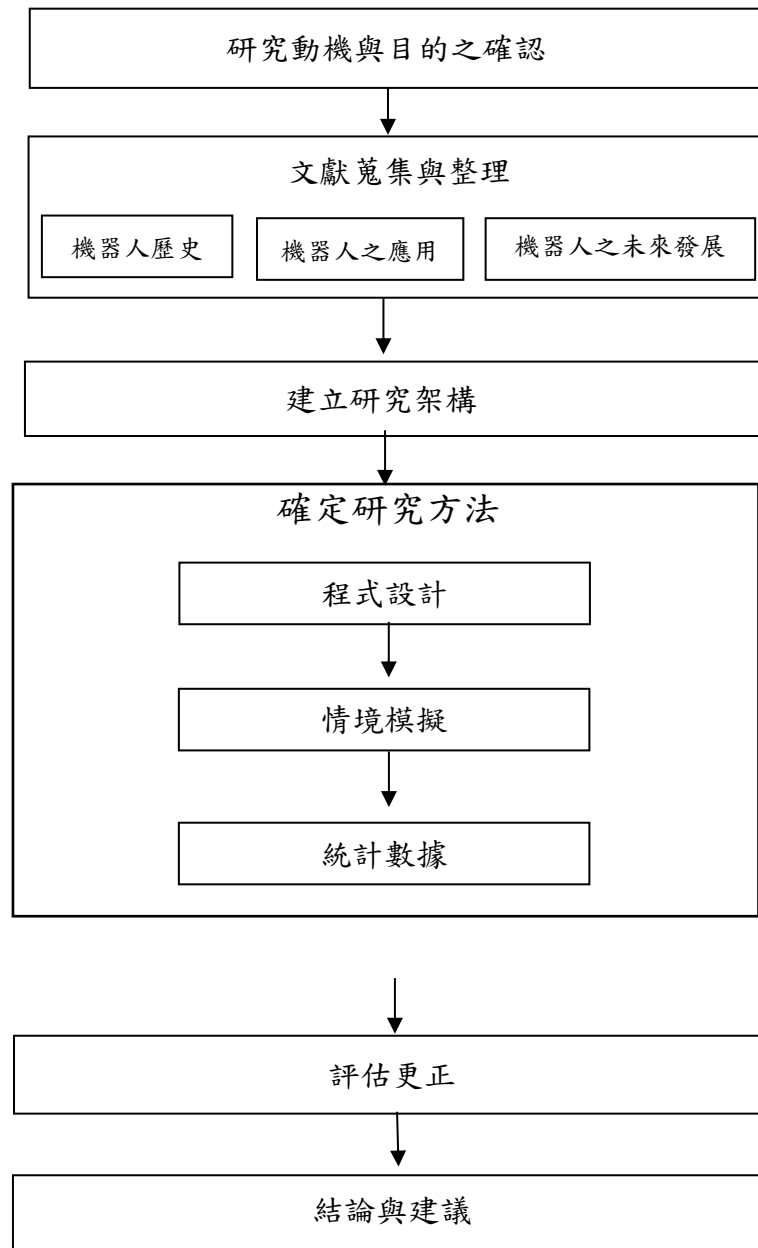 研究動機與目的之確認
文獻蒐集與整理
機器人歷史
機器人之應用
機器人之未來發展
建立研究架構
確定研究方法
程式設計
情境模擬
統計數據
評估更正
結論與建議